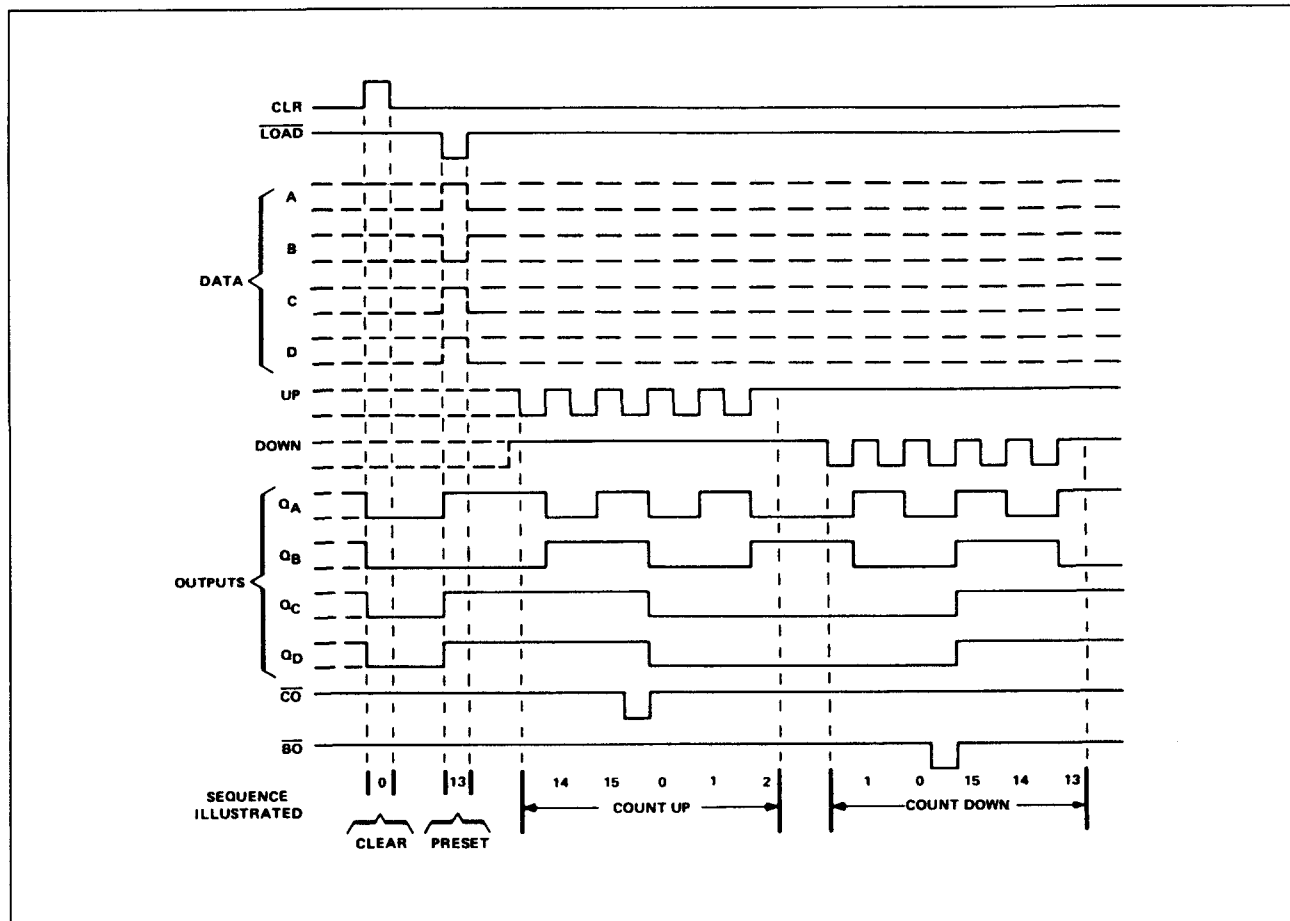 CLR
LOAD
A
B
DATA
C
D
UP
DOWN
QA
QB
OUTPUTS
QC
QD
CO
BO
SEQUENCE ILLUSTRATED
0 13 14 15 0 1 2 1 0 15 14 13
COUNT UP COUNT DOWN
CLEAR PRESET